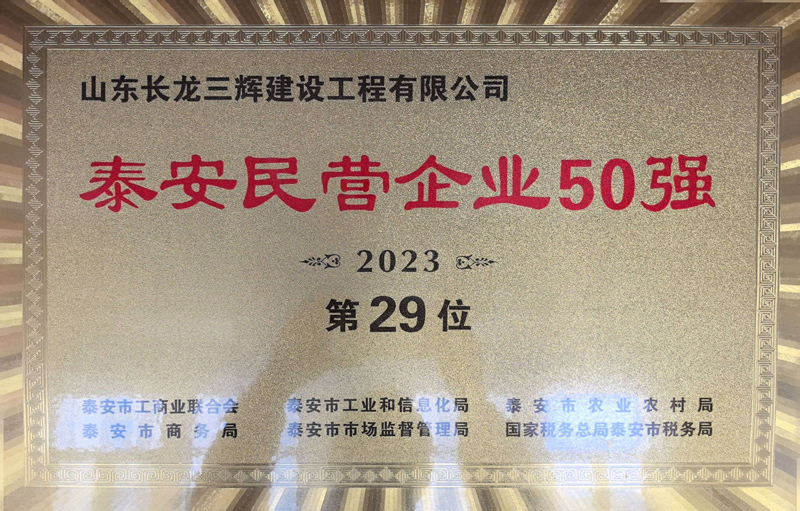 山东长龙三辉建设工程有限公司
泰安民营企业50强
2023
第29位
泰安市工商业联合会 泰安市工业和信息化局 泰安市农业农村局
泰安市商务局 泰安市市场监督管理局 国家税务总局泰安市税务局